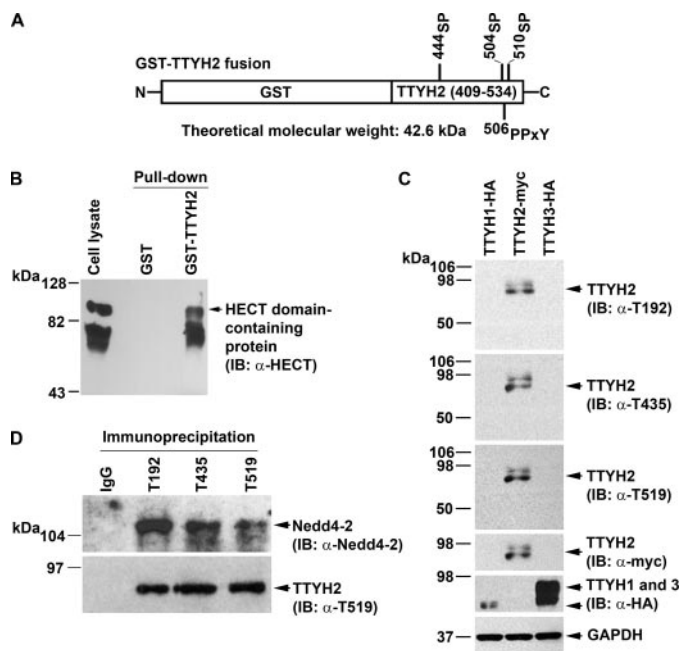 A
444SP
504SP
510SP
GST-TTYH2 fusion
N
GST
TTYH2 (409-534)
C
Theoretical molecular weight: 42.6 kDa
506PPxY
B
Pull-down
Cell lysate
GST
GST-TTYH2
kDa
128
82
43
HECT domain-
containing
protein
(IB: α-HECT)
C
TTYH1-HA
TTYH2-myc
TTYH3-HA
kDa
106
98
50
TTYH2
(IB: α-T192)
106
98
50
TTYH2
(IB: α-T435)
106
98
50
TTYH2
(IB: α-T519)
98
TTYH2
(IB: α-myc)
TTYH1 and 3
(IB: α-HA)
37
GAPDH
D
Immunoprecipitation
IgG
T192
T435
T519
kDa
104
97
Nedd4-2
(IB: α-Nedd4-2)
TTYH2
(IB: α-T519)